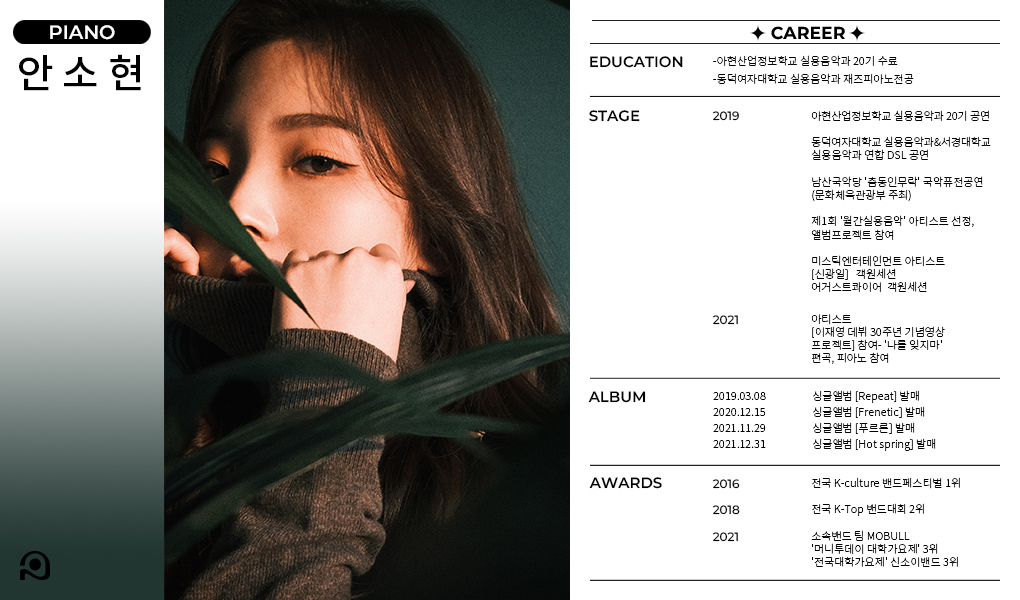 PIANO
안소현
✦ CAREER ✦
EDUCATION
-아현산업정보학교 실용음악과 20기 수료
-동덕여자대학교 실용음악과 재즈피아노전공
STAGE
2019
아현산업정보학교 실용음악과 20기 공연
동덕여자대학교 실용음악과&서경대학교
실용음악과 연합 DSL 공연
남산국악당 '춤동인무락' 국악퓨전공연
(문화체육관광부 주최)
제1회 '월간실용음악' 아티스트 선정,
앨범프로젝트 참여
미스틱엔터테인먼트 아티스트
[신광일] 객원세션
어거스트콰이어 객원세션
2021
아티스트
[이재영 데뷔 30주년 기념영상
프로젝트] 참여- '나를 잊지마'
편곡, 피아노 참여
ALBUM
2019.03.08 싱글앨범 [Repeat] 발매
2020.12.15 싱글앨범 [Frenetic] 발매
2021.11.29 싱글앨범 [푸르른] 발매
2021.12.31 싱글앨범 [Hot spring] 발매
AWARDS
2016 전국 K-culture 밴드페스티벌 1위
2018 전국 K-Top 밴드대회 2위
2021 소속밴드 팀 MOBULL
'머니투데이 대학가요제' 3위
'전국대학가요제' 신소이밴드 3위